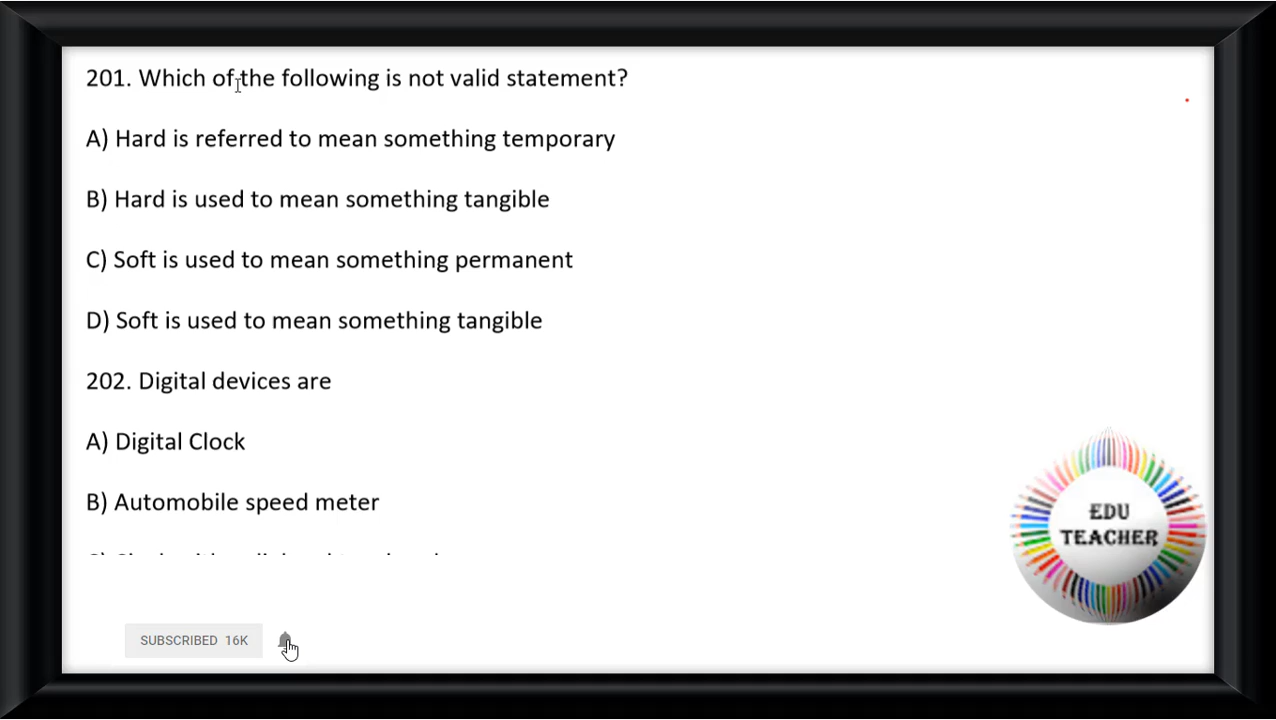 201. Which of the following is not valid statement?
A) Hard is referred to mean something temporary
B) Hard is used to mean something tangible
C) Soft is used to mean something permanent
D) Soft is used to mean something tangible
202. Digital devices are
A) Digital Clock
B) Automobile speed meter
EDU
TEACHER
SUBSCRIBED 16K